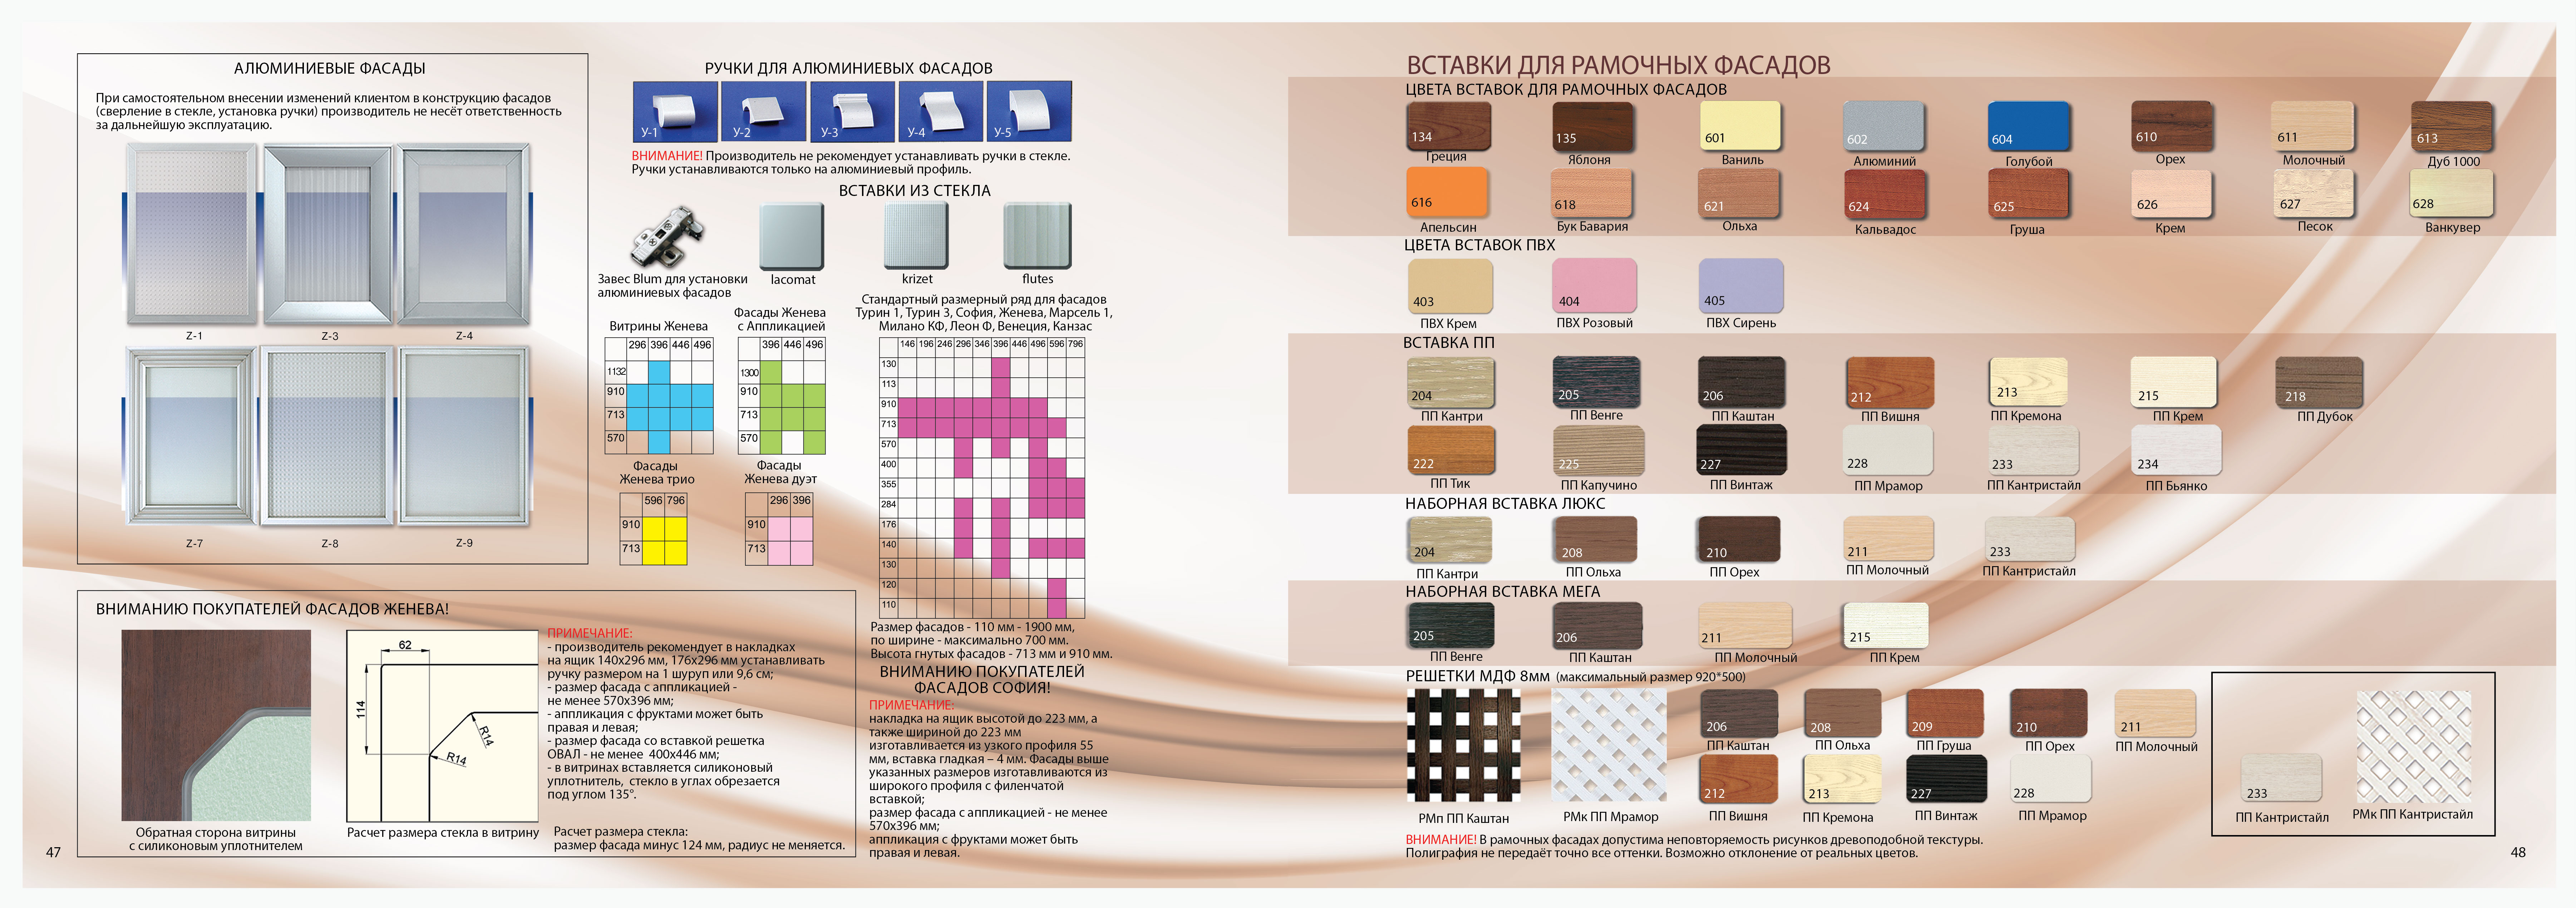 АЛЮМИНИЕВЫЕ ФАСАДЫ
При самостоятельном внесении изменений клиентом в конструкцию фасадов
(сверление в стекле, установка ручки) производитель не несёт ответственность
за дальнейшую эксплуатацию.
Z-1 Z-3 Z-4
Z-7 Z-8 Z-9
РУЧКИ ДЛЯ АЛЮМИНИЕВЫХ ФАСАДОВ
У-1 У-2 У-3 У-4 У-5
ВНИМАНИЕ! Производитель не рекомендует устанавливать ручки в стекле.
Ручки устанавливаются только на алюминиевый профиль.
ВСТАВКИ ИЗ СТЕКЛА
Завес Blum для установки
алюминиевых фасадов
lacomat krizet flutes
Витрины Женева
296 396 446 496
1132
910
713
570
Фасады Женева
с Аппликацией
396 446 496
1300
910
713
570
Фасады
Женева трио
596 796
910
713
Фасады
Женева дуэт
296 396
910
713
Стандартный размерный ряд для фасадов
Турин 1, Турин 3, София, Женева, Марсель 1,
Милано КФ, Леон Ф, Венеция, Канзас
146 196 246 296 346 396 446 496 596 796
130
113
910
713
570
400
355
284
176
140
130
120
110
Размер фасадов - 110 мм - 1900 мм,
по ширине - максимально 700 мм.
Высота гнутых фасадов - 713 мм и 910 мм.
ВНИМАНИЮ ПОКУПАТЕЛЕЙ
ФАСАДОВ СОФИЯ!
ПРИМЕЧАНИЕ:
накладка на ящик высотой до 223 мм, а
также шириной до 223 мм
изготавливается из узкого профиля 55
мм, вставка гладкая – 4 мм. Фасады выше
указанных размеров изготавливаются из
широкого профиля с филенчатой
вставкой;
размер фасада с аппликацией - не менее
570х396 мм;
аппликация с фруктами может быть
правая и левая.
ВНИМАНИЮ ПОКУПАТЕЛЕЙ ФАСАДОВ ЖЕНЕВА!
62
114
R14
R14
Обратная сторона витрины
с силиконовым уплотнителем
Расчет размера стекла в витрину
ПРИМЕЧАНИЕ:
- производитель рекомендует в накладках
на ящик 140х296 мм, 176х296 мм устанавливать
ручку размером на 1 шуруп или 9,6 см;
- размер фасада с аппликацией -
не менее 570х396 мм;
- аппликация с фруктами может быть
правая и левая;
- размер фасада со вставкой решетка
ОВАЛ - не менее 400х446 мм;
- в витринах вставляется силиконовый
уплотнитель, стекло в углах обрезается
под углом 135°.
Расчет размера стекла:
размер фасада минус 124 мм, радиус не меняется.
47
ВСТАВКИ ДЛЯ РАМОЧНЫХ ФАСАДОВ
ЦВЕТА ВСТАВОК ДЛЯ РАМОЧНЫХ ФАСАДОВ
134 135 601 602 604 610 611 613
Греция Яблоня Ваниль Алюминий Голубой Орех Молочный Дуб 1000
616 618 621 624 625 626 627 628
Апельсин Бук Бавария Ольха Кальвадос Груша Крем Песок Ванкувер
ЦВЕТА ВСТАВОК ПВХ
403 404 405
ПВХ Крем ПВХ Розовый ПВХ Сирень
ВСТАВКА ПП
204 205 206 212 213 215 218
ПП Кантри ПП Венге ПП Каштан ПП Вишня ПП Кремона ПП Крем ПП Дубок
222 225 227 228 233 234
ПП Тик ПП Капучино ПП Винтаж ПП Мрамор ПП Кантристайл ПП Бьянко
НАБОРНАЯ ВСТАВКА ЛЮКС
204 208 210 211 233
ПП Кантри ПП Ольха ПП Орех ПП Молочный ПП Кантристайл
НАБОРНАЯ ВСТАВКА МЕГА
205 206 211 215
ПП Венге ПП Каштан ПП Молочный ПП Крем
РЕШЕТКИ МДФ 8мм (максимальный размер 920*500)
206 208 209 210 211
ПП Каштан ПП Ольха ПП Груша ПП Орех ПП Молочный
212 213 227 228 233
ПП Вишня ПП Кремона ПП Винтаж ПП Мрамор ПП Кантристайл
РМп ПП Каштан РМк ПП Мрамор РМк ПП Кантристайл
ВНИМАНИЕ! В рамочных фасадах допустима неповторяемость рисунков древоподобной текстуры.
Полиграфия не передаёт точно все оттенки. Возможно отклонение от реальных цветов.
48